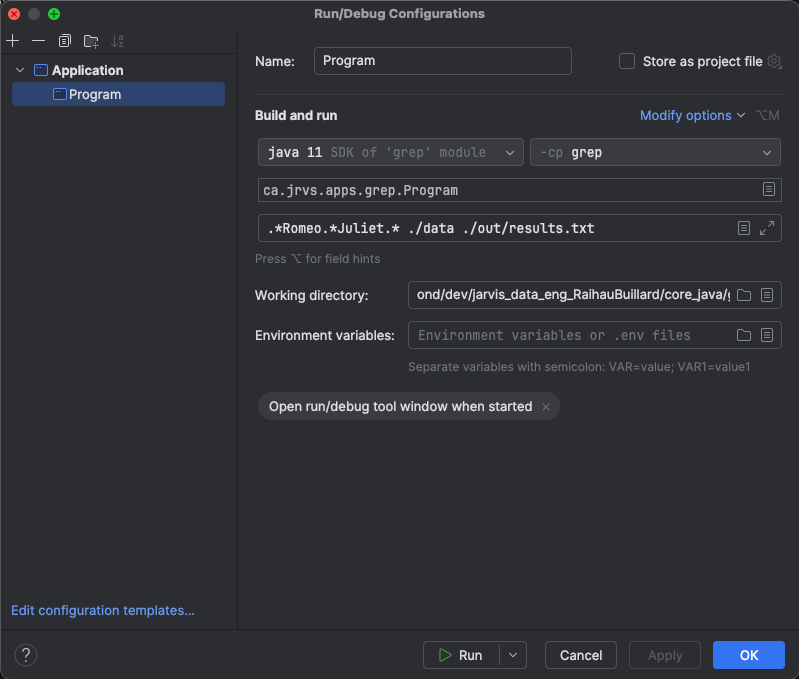 Run/Debug Configurations
Application
Program
Name: Program Store as project file
Build and run Modify options ⌥M
java 11 SDK of 'grep' module -cp grep
ca.jrvs.apps.grep.Program
.*Romeo.*Juliet.* ./data ./out/results.txt
Press ⌥ for field hints
Working directory: ond/dev/jarvis_data_eng_RaihauBuillard/core_java/g
Environment variables: Environment variables or .env files
Separate variables with semicolon: VAR=value; VAR1=value1
Open run/debug tool window when started ×
Edit configuration templates...
? Run Cancel Apply OK